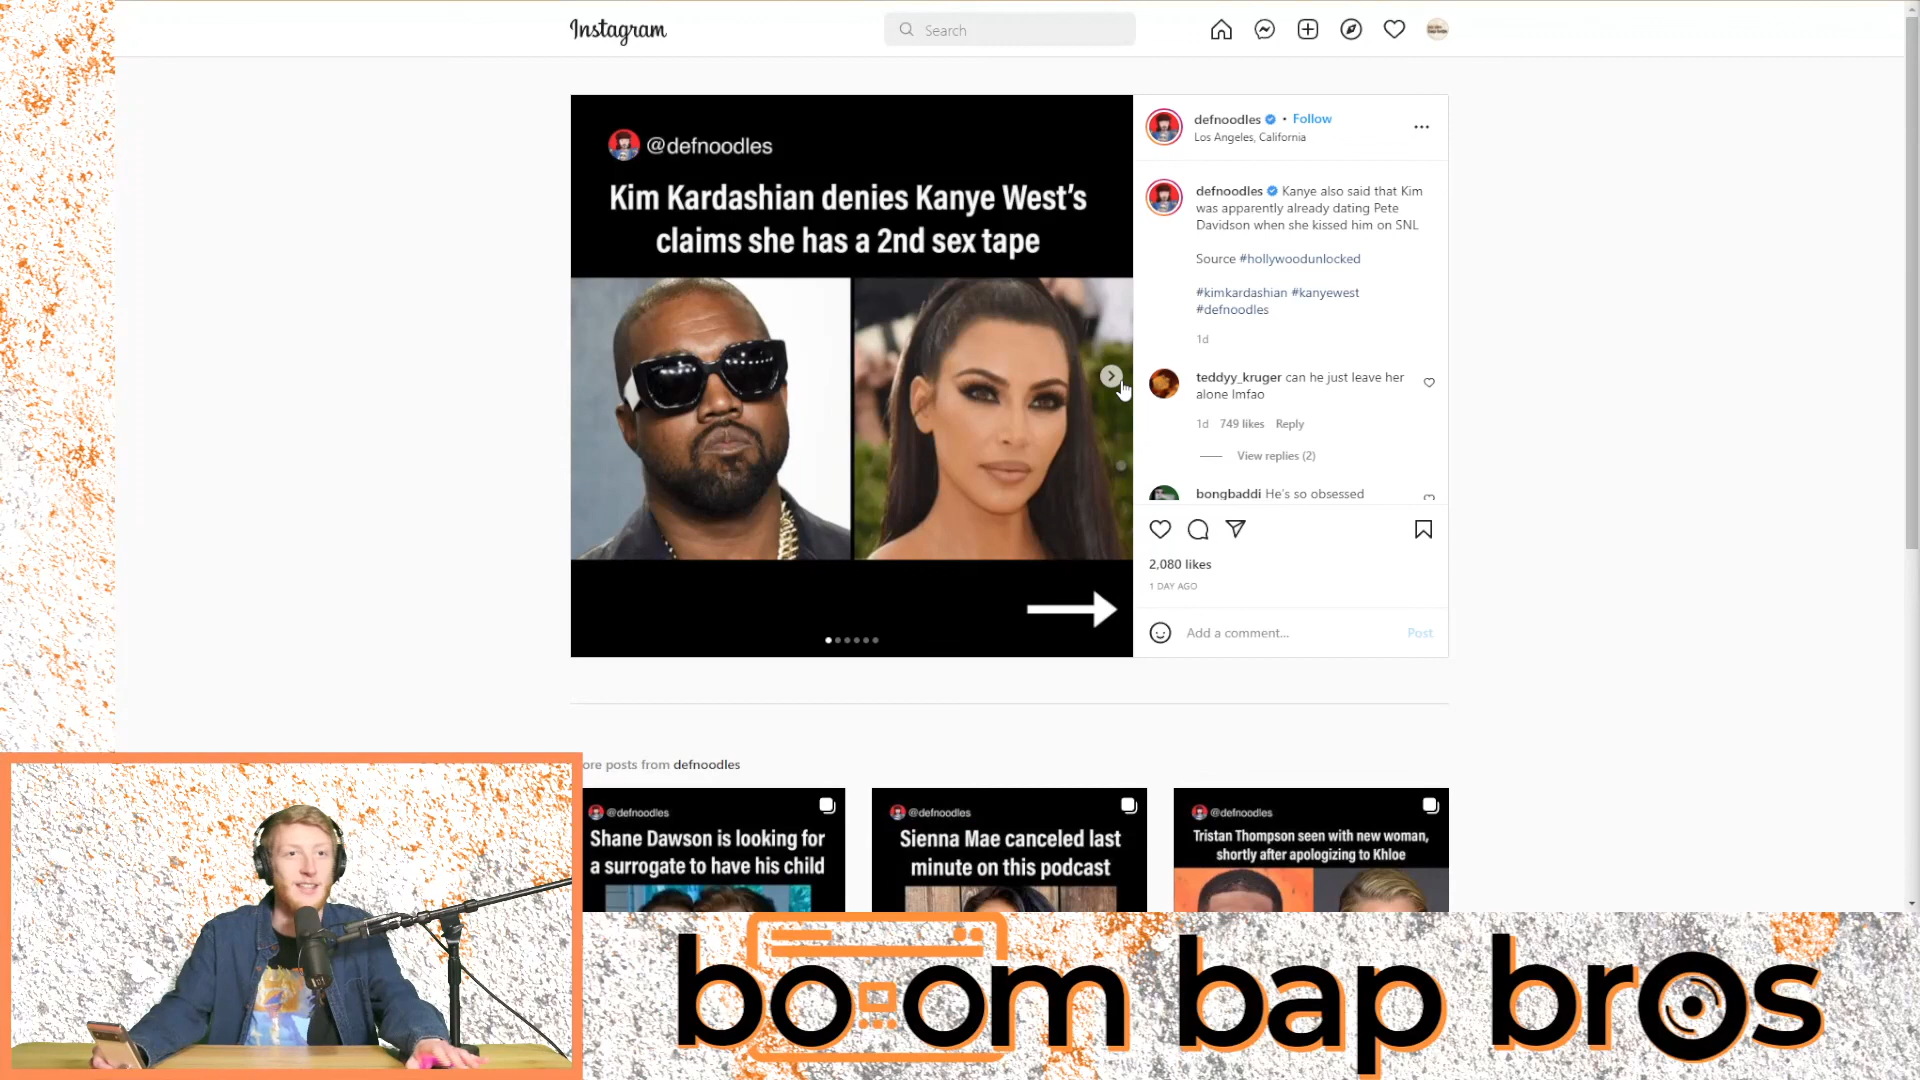 Instagram
Search
@defnoodles
Kim Kardashian denies Kanye West's
claims she has a 2nd sex tape
defnoodles • Follow
Los Angeles, California
defnoodles Kanye also said that Kim
was apparently already dating Pete
Davidson when she kissed him on SNL
Source #hollywoodunlocked
#kimkardashian #kanyewest
#defnoodles
1d
teddyy_kruger can he just leave her
alone lmfao
1d 749 likes Reply
View replies (2)
bongbaddi He's so obsessed
2,080 likes
1 DAY AGO
Add a comment...
Post
ore posts from defnoodles
@defnoodles
Shane Dawson is looking for
a surrogate to have his child
@defnoodles
Sienna Mae canceled last
minute on this podcast
@defnoodles
Tristan Thompson seen with new woman,
shortly after apologizing to Khloe
boom bap bros